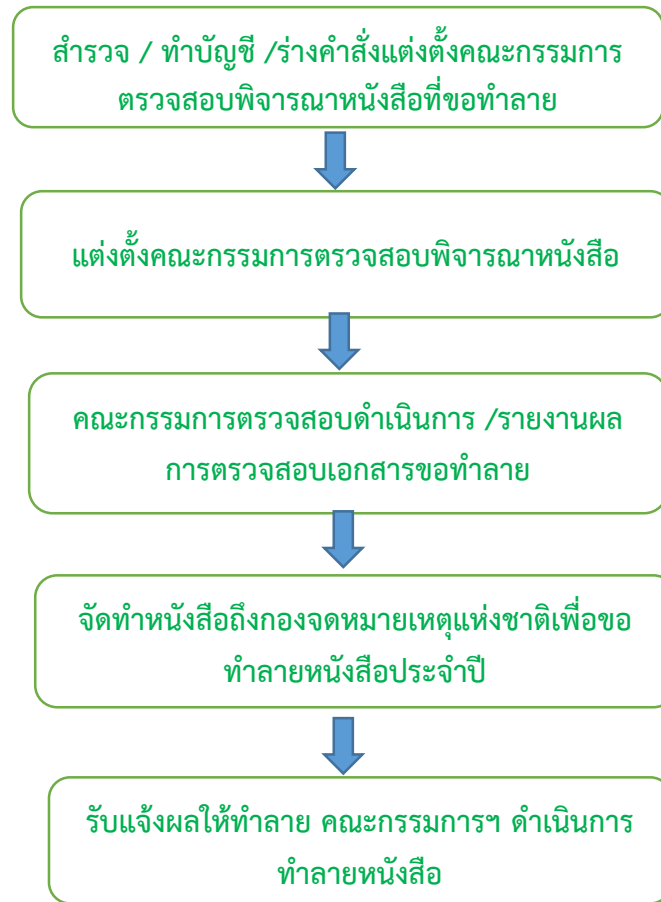 สำรวจ / ทำบัญชี /ร่างคำสั่งแต่งตั้งคณะกรรมการ
ตรวจสอบพิจารณาหนังสือที่ขอทำลาย
แต่งตั้งคณะกรรมการตรวจสอบพิจารณาหนังสือ
คณะกรรมการตรวจสอบดำเนินการ /รายงานผล
การตรวจสอบเอกสารขอทำลาย
จัดทำหนังสือถึงกองจดหมายเหตุแห่งชาติเพื่อขอ
ทำลายหนังสือประจำปี
รับแจ้งผลให้ทำลาย คณะกรรมการฯ ดำเนินการ
ทำลายหนังสือ